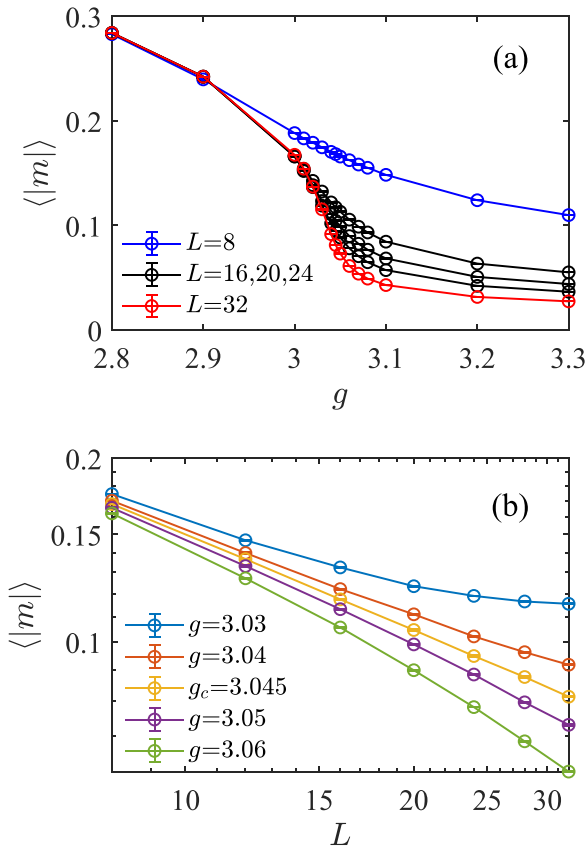 0.3
(a)
0.2
⟨|m|⟩
0.1
L=8
L=16,20,24
L=32
0
2.8 2.9 3 3.1 3.2 3.3
g
0.2
(b)
0.15
⟨|m|⟩
0.1
g=3.03
g=3.04
g_c=3.045
g=3.05
g=3.06
10 15 20 25 30
L